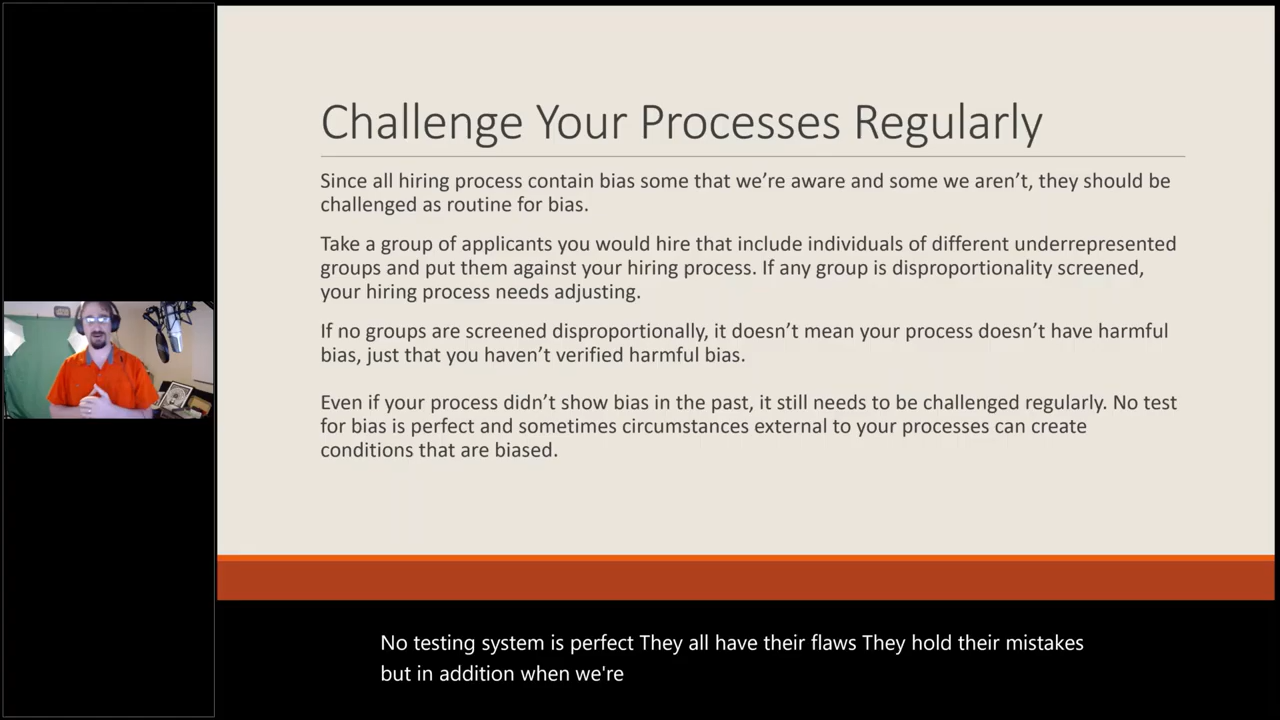 Challenge Your Processes Regularly
Since all hiring process contain bias some that we're aware and some we aren't, they should be
challenged as routine for bias.
Take a group of applicants you would hire that include individuals of different underrepresented
groups and put them against your hiring process. If any group is disproportionality screened,
your hiring process needs adjusting.
If no groups are screened disproportionally, it doesn't mean your process doesn't have harmful
bias, just that you haven't verified harmful bias.
Even if your process didn't show bias in the past, it still needs to be challenged regularly. No test
for bias is perfect and sometimes circumstances external to your processes can create
conditions that are biased.
No testing system is perfect They all have their flaws They hold their mistakes
but in addition when we're